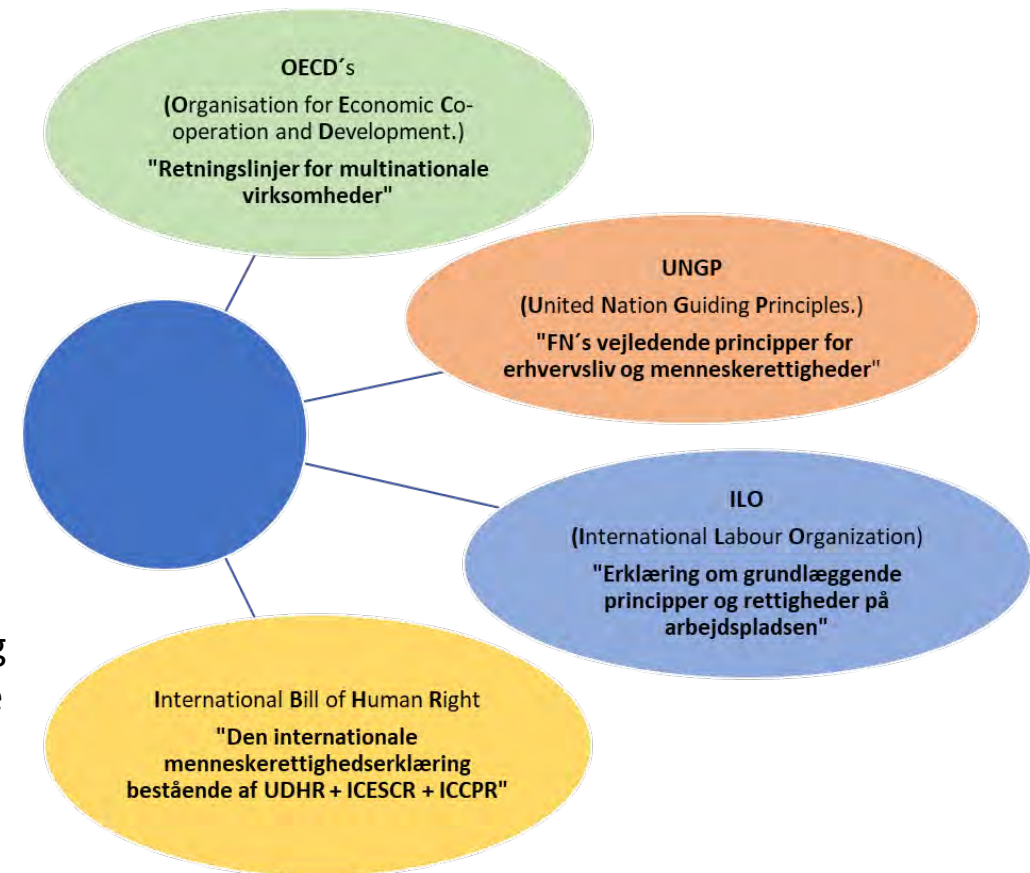 OECD´s
(Organisation for Economic Co-
operation and Development.)
"Retningslinjer for multinationale
virksomheder"
UNGP
(United Nation Guiding Principles.)
"FN´s vejledende principper for
erhvervsliv og menneskerettigheder"
ILO
(International Labour Organization)
"Erklæring om grundlæggende
principper og rettigheder på
arbejdspladsen"
g
e
International Bill of Human Right
"Den internationale
menneskerettighedserklæring
bestående af UDHR + ICESCR + ICCPR"